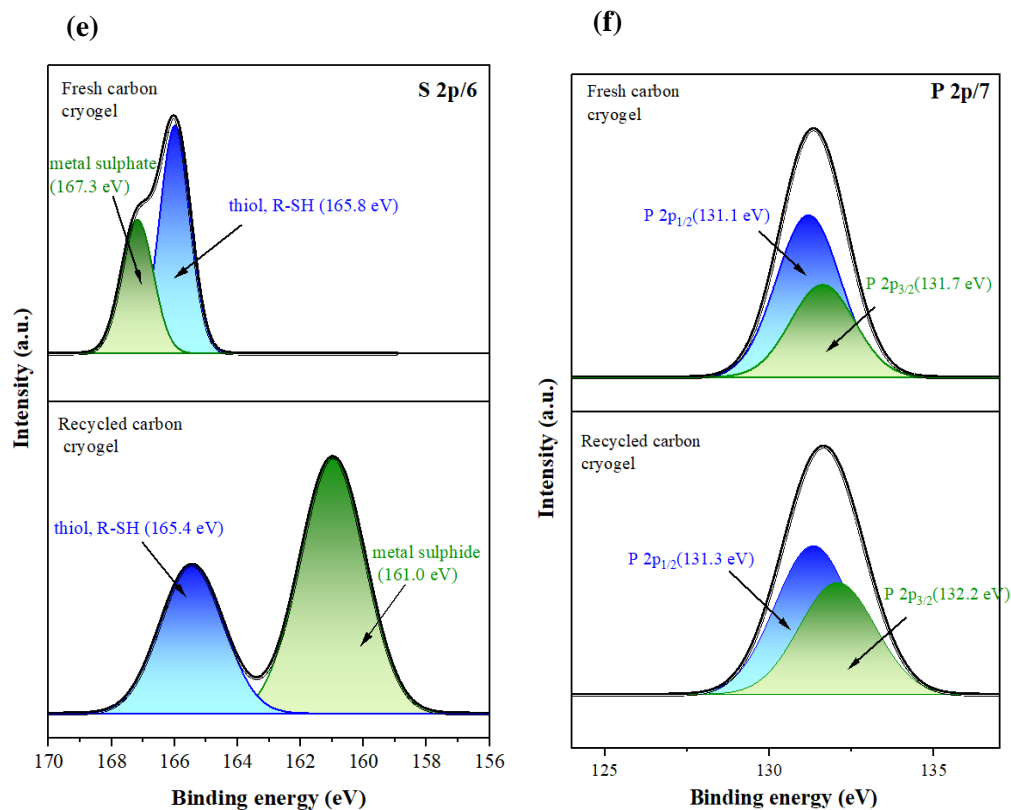 (e)
Fresh carbon
cryogel
S 2p/6
metal sulphate
(167.3 eV)
thiol, R-SH (165.8 eV)
Recycled carbon
cryogel
thiol, R-SH (165.4 eV)
metal sulphide
(161.0 eV)
Intensity (a.u.)
170 168 166 164 162 160 158 156
Binding energy (eV)
(f)
Fresh carbon
cryogel
P 2p/7
P 2p1/2(131.1 eV)
P 2p3/2(131.7 eV)
Recycled carbon
cryogel
P 2p1/2(131.3 eV)
P 2p3/2(132.2 eV)
Intensity (a.u.)
125 131 135
Binding energy (eV)